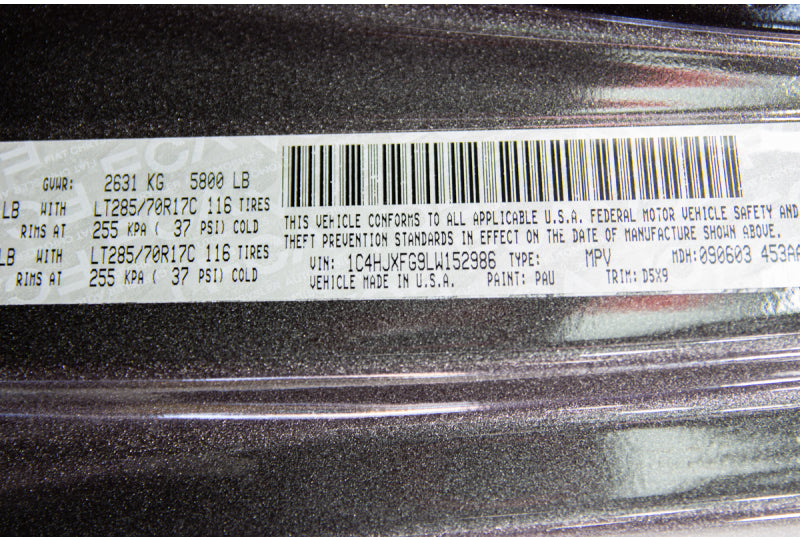 GVWR: 2631 KG 5800 LB
LB WITH LT285/70R17C 116 TIRES
RIMS AT 255 KPA ( 37 PSI) COLD
LB WITH LT285/70R17C 116 TIRES
RIMS AT 255 KPA ( 37 PSI) COLD
THIS VEHICLE CONFORMS TO ALL APPLICABLE U.S.A. FEDERAL MOTOR VEHICLE SAFETY AND
THEFT PREVENTION STANDARDS IN EFFECT ON THE DATE OF MANUFACTURE SHOWN ABOVE.
VIN: 1C4HJXFG9LW152986 TYPE: MPV MDH: 090603 453AA
VEHICLE MADE IN U.S.A. PAINT: PAU TRIM: D5X9